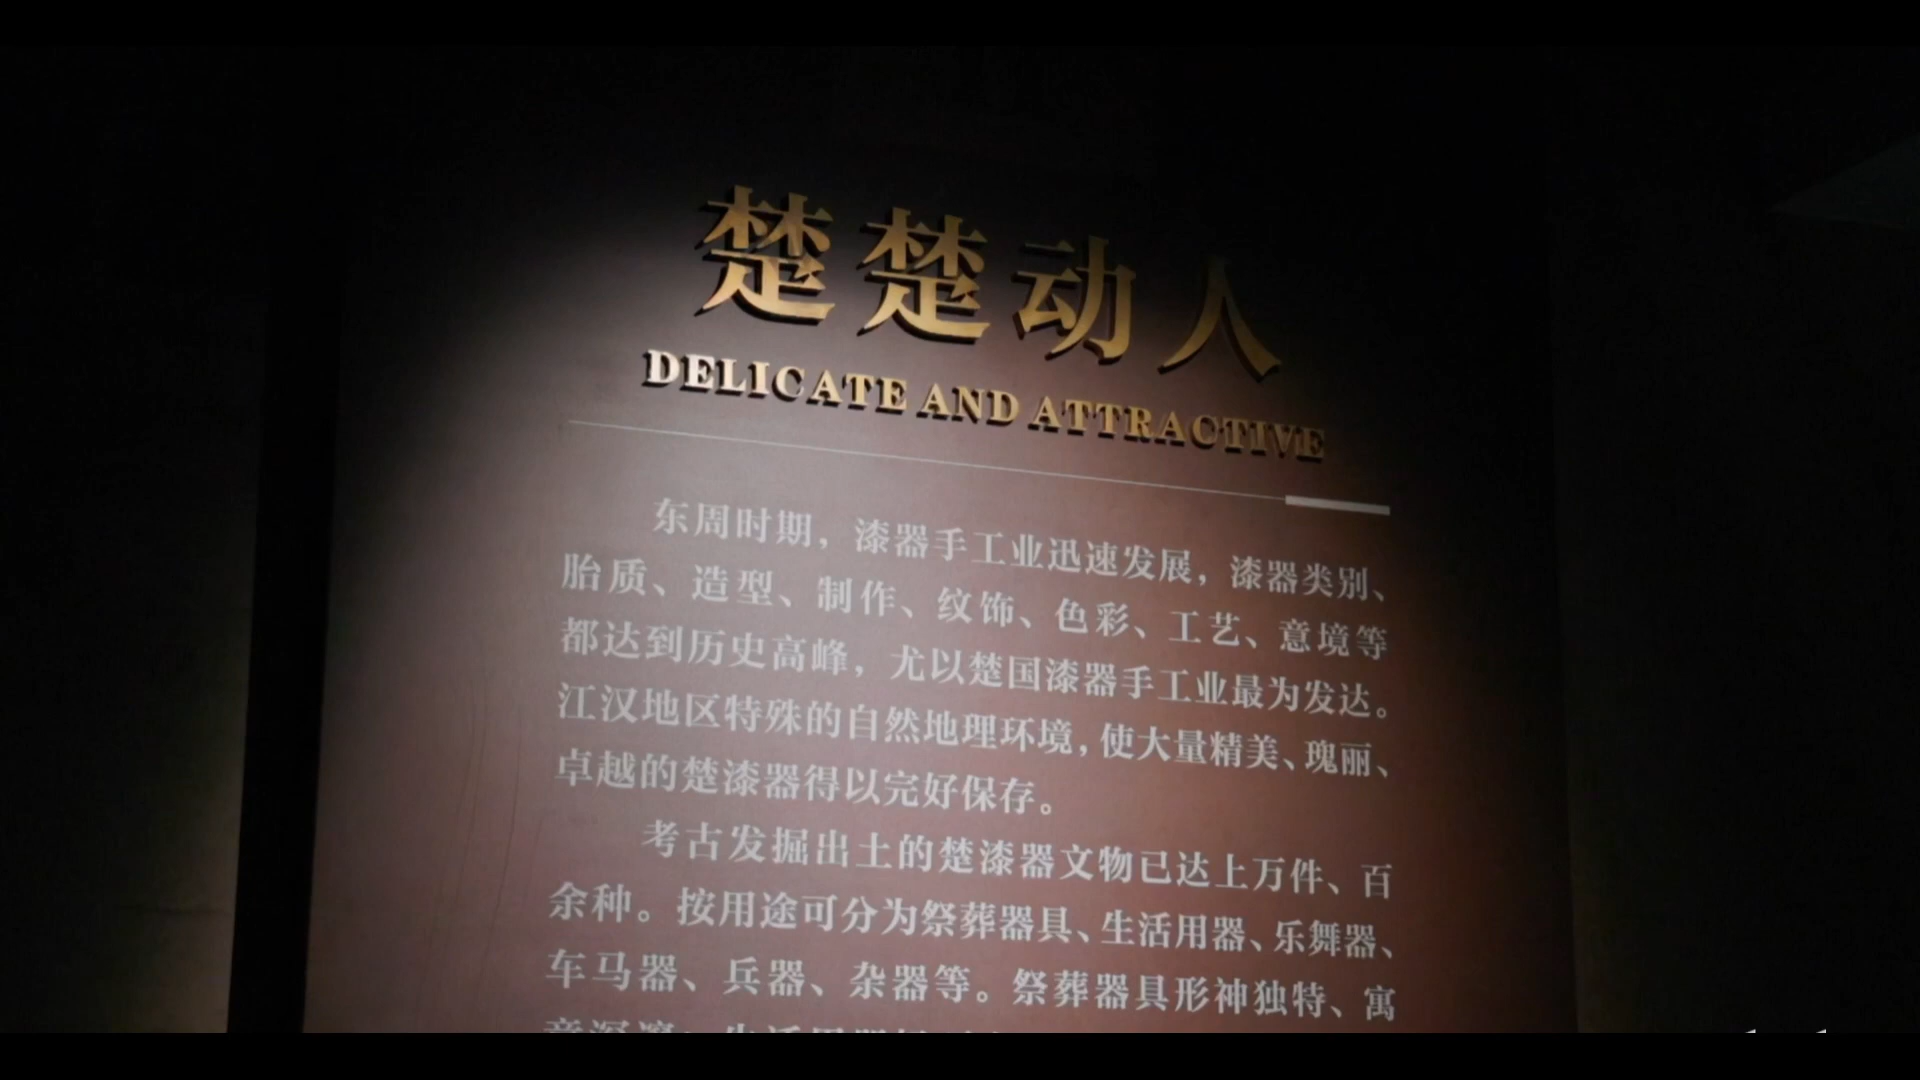 楚楚动人
DELICATE AND ATTRACTIVE
东周时期，漆器手工业迅速发展，漆器类别、
胎质、造型、制作、纹饰、色彩、工艺、意境等
都达到历史高峰，尤以楚国漆器手工业最为发达。
江汉地区特殊的自然地理环境，使大量精美、瑰丽、
卓越的楚漆器得以完好保存。
考古发掘出土的楚漆器文物已达上万件、百
余种。按用途可分为祭葬器具、生活用器、乐舞器、
车马器、兵器、杂器等。祭葬器具形神独特、寓